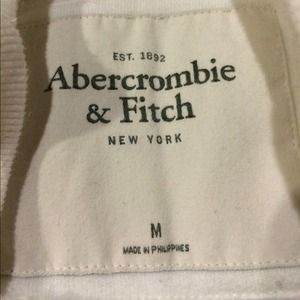 EST. 1892
Abercrombie
& Fitch
NEW YORK
M
MADE IN PHILIPPINES